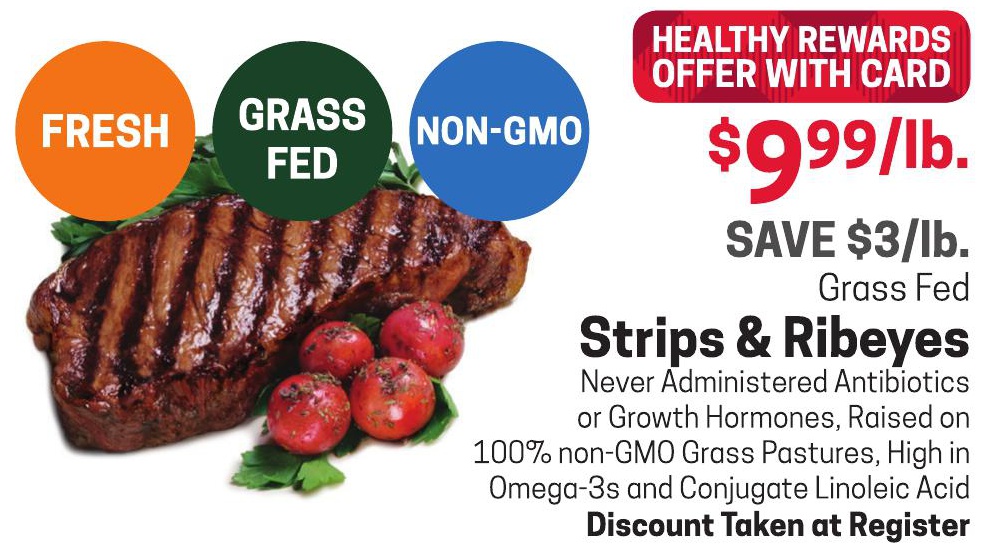 FRESH
GRASS
FED
NON-GMO
HEALTHY REWARDS
OFFER WITH CARD
$9 99/lb.
SAVE $3/lb.
Grass Fed
Strips & Ribeyes
Never Administered Antibiotics
or Growth Hormones, Raised on
100% non-GMO Grass Pastures, High in
Omega-3s and Conjugate Linoleic Acid
Discount Taken at Register